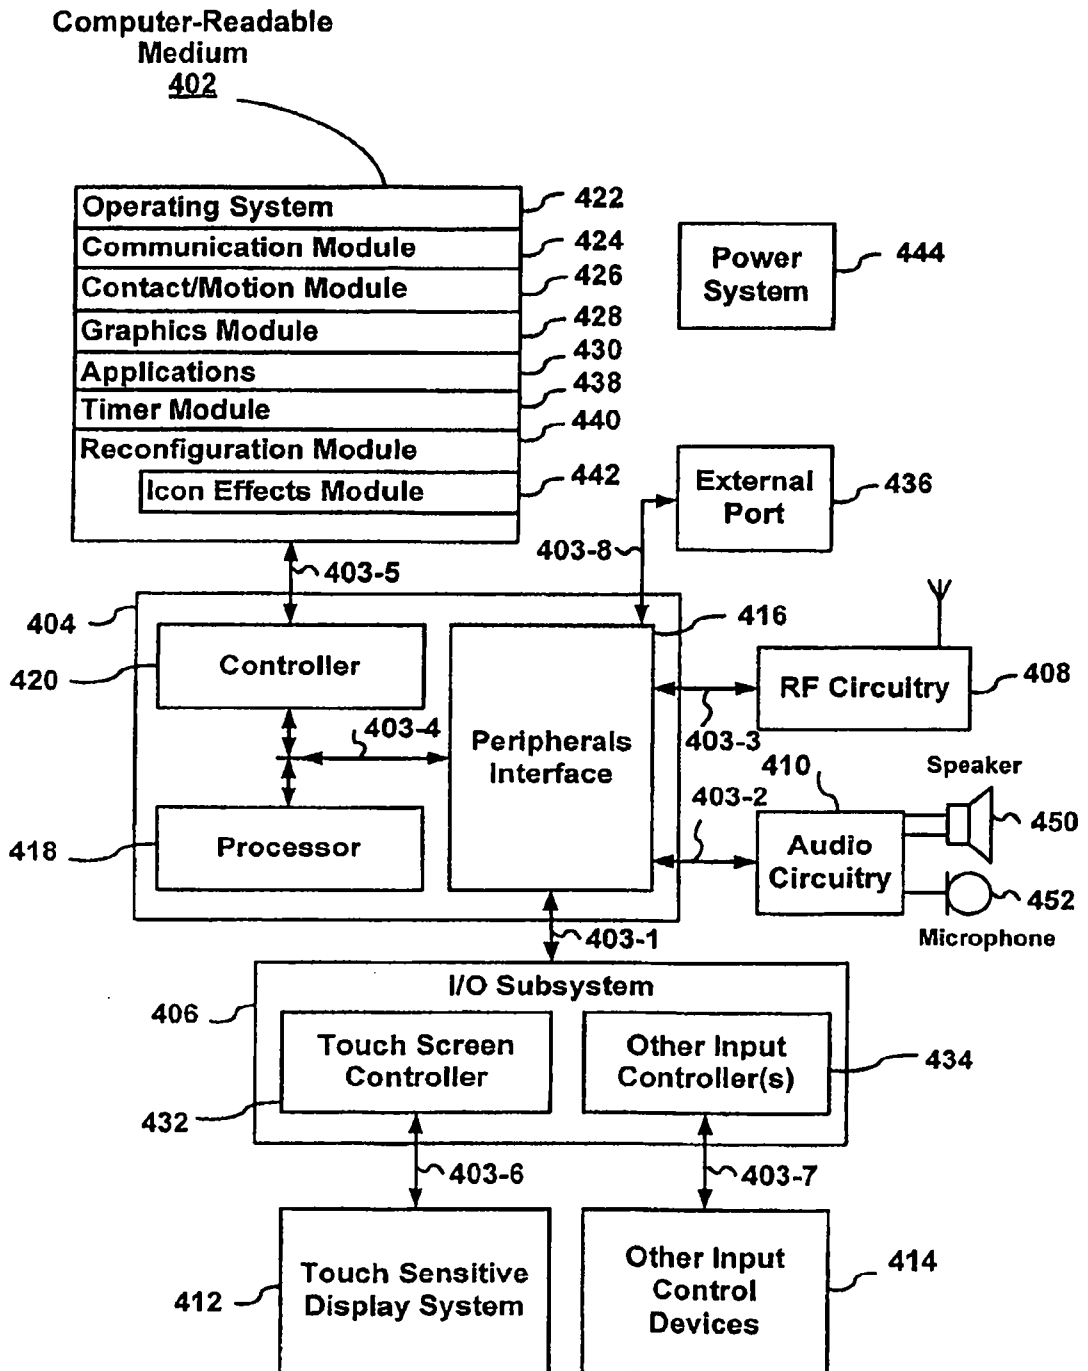 Computer-Readable
Medium
402
Operating System
422
Communication Module
424
Contact/Motion Module
426
Graphics Module
428
Applications
430
Timer Module
438
Reconfiguration Module
440
Icon Effects Module
442
Power
System
444
External
Port
436
403-8
403-5
404
416
Controller
420
RF Circuitry
408
403-4
403-3
Peripherals
Interface
410
Speaker
403-2
450
Processor
418
Audio
Circuitry
452
Microphone
403-1
I/O Subsystem
406
Touch Screen
Controller
432
Other Input
Controller(s)
434
403-6
403-7
Touch Sensitive
Display System
412
Other Input
Control
Devices
414